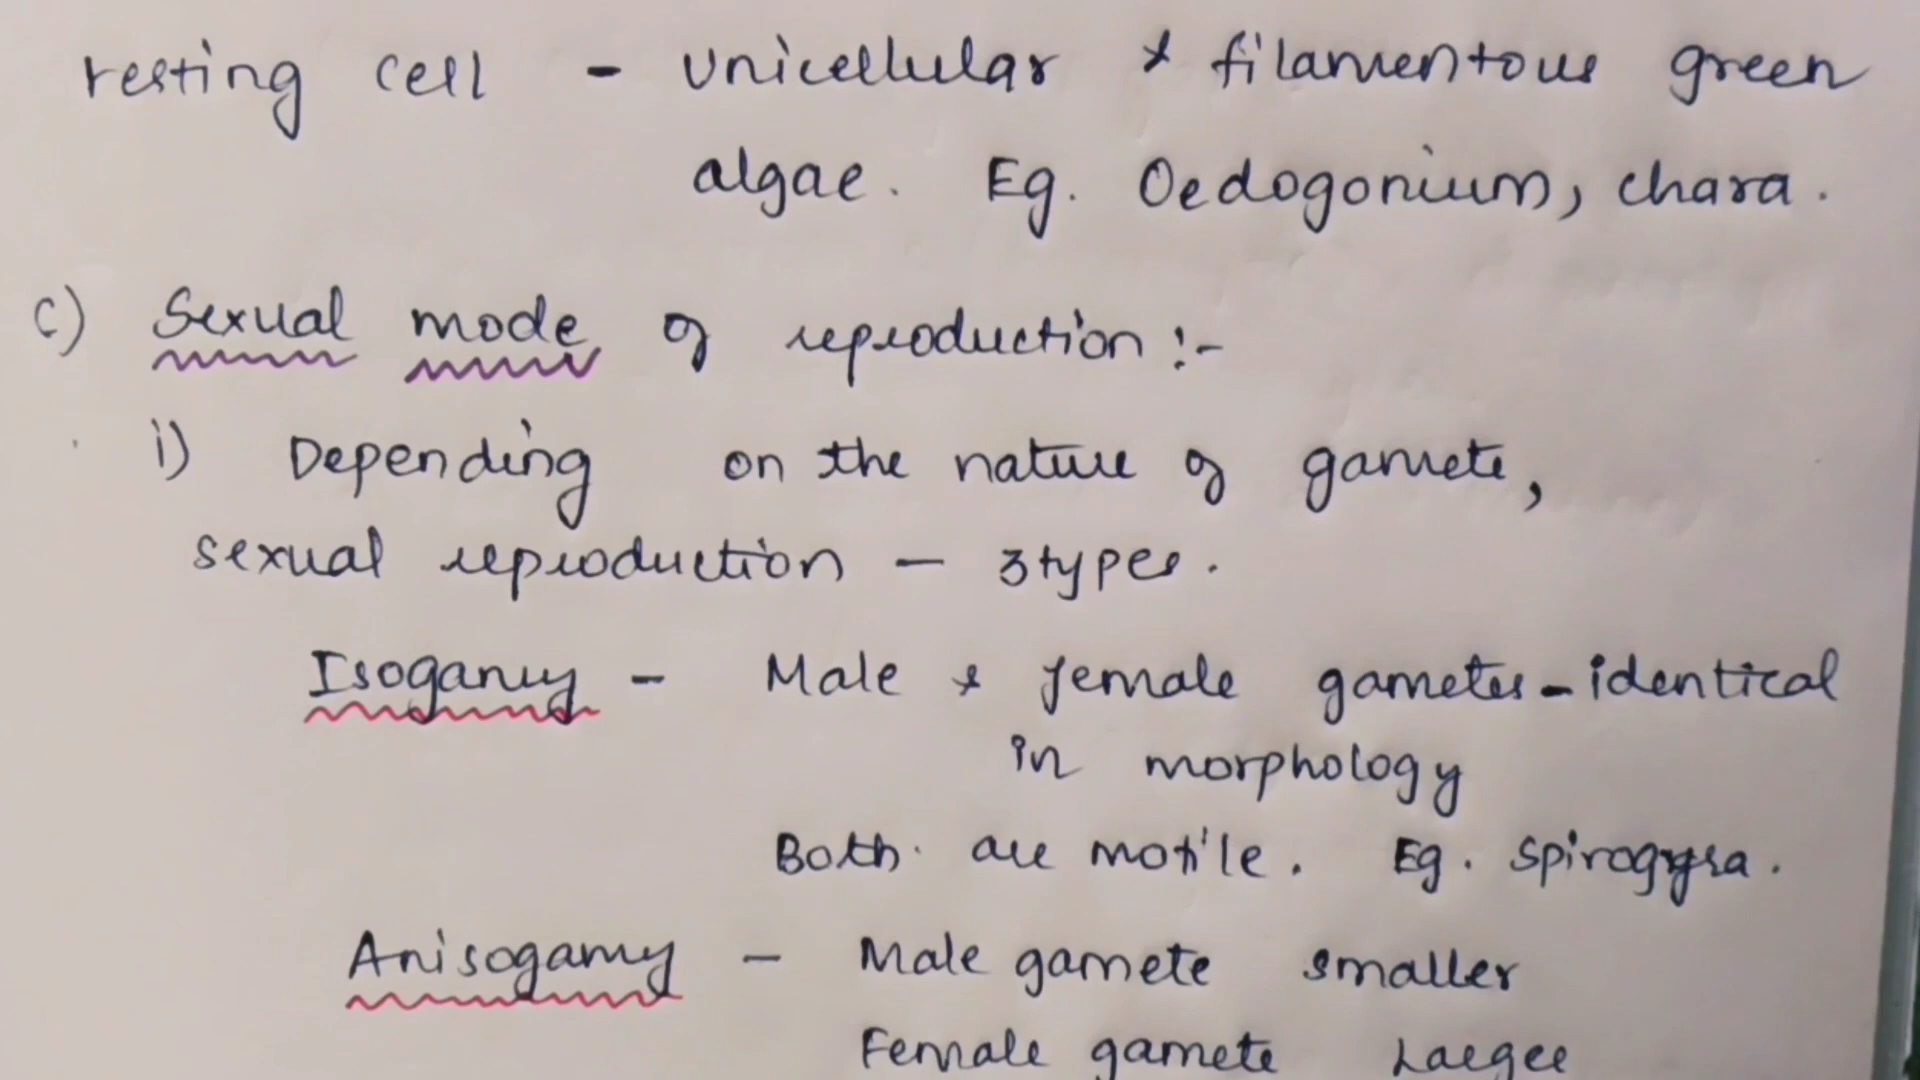 resting cell - unicellular & filamentous green
algae. Eg. Oedogonium, chara.
c) Sexual mode of reproduction :-
i) Depending on the nature of gamete,
sexual reproduction - 3 types.
Isogamy - Male & female gametes - identical
in morphology
Both are motile. Eg. Spirogyra.
Anisogamy - Male gamete smaller
Female gamete Larger